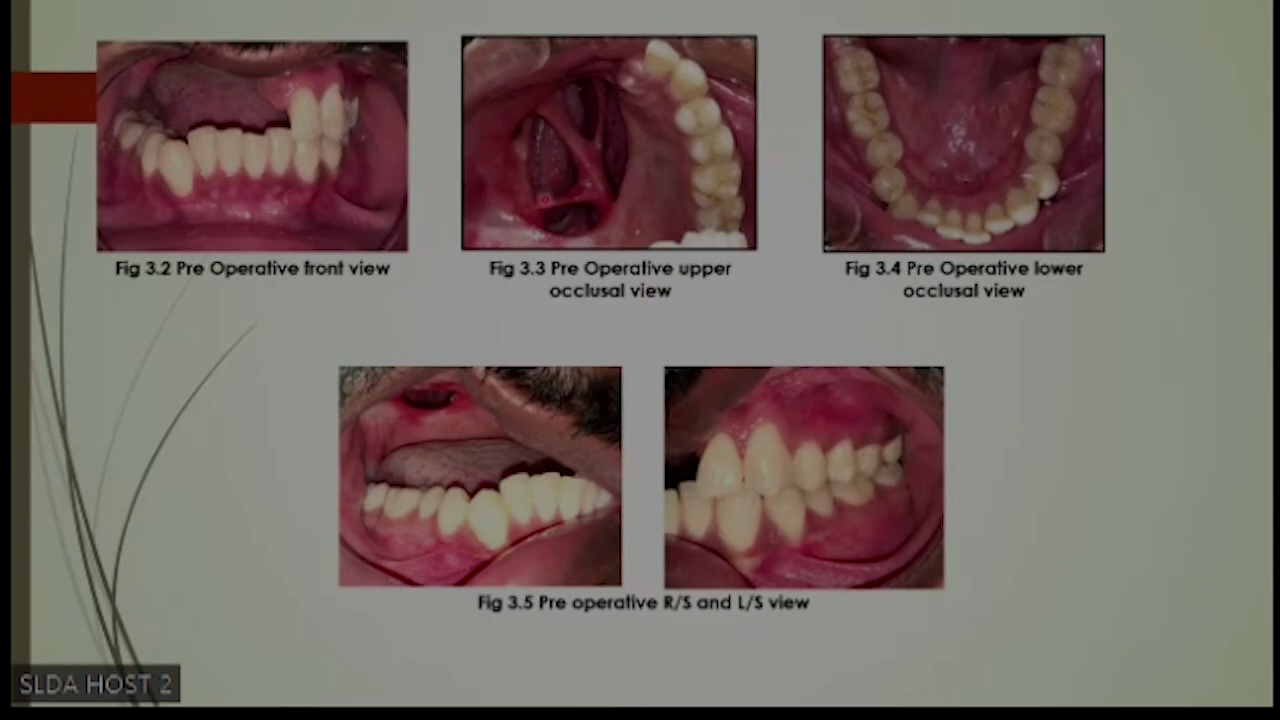 Fig 3.2 Pre Operative front view
Fig 3.3 Pre Operative upper
occlusal view
Fig 3.4 Pre Operative lower
occlusal view
Fig 3.5 Pre operative R/S and L/S view
SLDA HOST 2